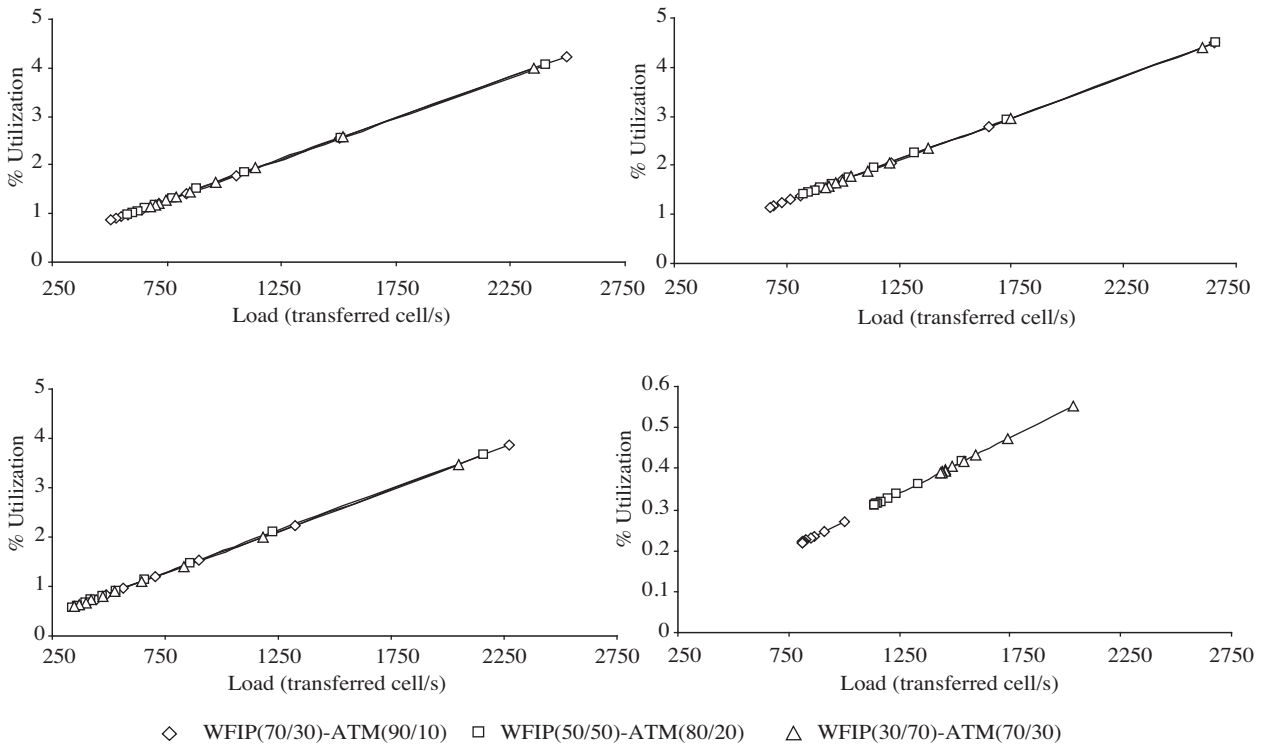 5
4
3
2
1
0
% Utilization
250 750 1250 1750 2250 2750
Load (transferred cell/s)
5
4
3
2
1
0
% Utilization
250 750 1250 1750 2250 2750
Load (transferred cell/s)
5
4
3
2
1
0
% Utilization
250 750 1250 1750 2250 2750
Load (transferred cell/s)
0.6
0.5
0.4
0.3
0.2
0.1
0
% Utilization
250 750 1250 1750 2250 2750
Load (transferred cell/s)
WFIP(70/30)-ATM(90/10) WFIP(50/50)-ATM(80/20) WFIP(30/70)-ATM(70/30)